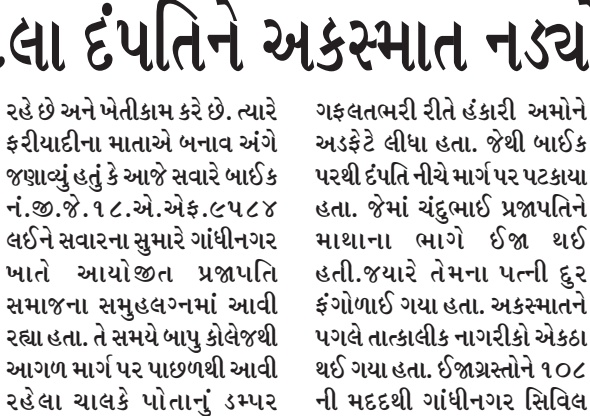 લા દંપતિને અકસ્માત નડ્યો
રહે છે અને ખેતીકામ કરે છે. ત્યારે
ફરીયાદીના માતાએ બનાવ અંગે
જણાવ્યું હતું કે આજે સવારે બાઈક
નં.જી.જે.૧૮.એ.એફ.૯૫૮૪
લઈને સવારના સુમારે ગાંધીનગર
ખાતે આયોજીત પ્રજાપતિ
સમાજના સમુહલગ્નમાં આવી
રહ્યા હતા. તે સમયે બાપુ કોલેજથી
આગળ માર્ગ પર પાછળથી આવી
રહેલા ચાલકે પોતાનું ડમ્પર
ગફલતભરી રીતે હંકારી અમોને
અડફેટે લીધા હતા. જેથી બાઈક
પરથી દંપતિ નીચે માર્ગ પર પટકાયા
હતા. જેમાં ચંદુભાઈ પ્રજાપતિને
માથાના ભાગે ઈજા થઈ
હતી.જયારે તેમના પત્ની દુર
ફંગોળાઈ ગયા હતા. અકસ્માતને
પગલે તાત્કાલીક નાગરીકો એકઠા
થઈ ગયા હતા. ઈજાગ્રસ્તોને ૧૦૮
ની મદદથી ગાંધીનગર સિવિલ